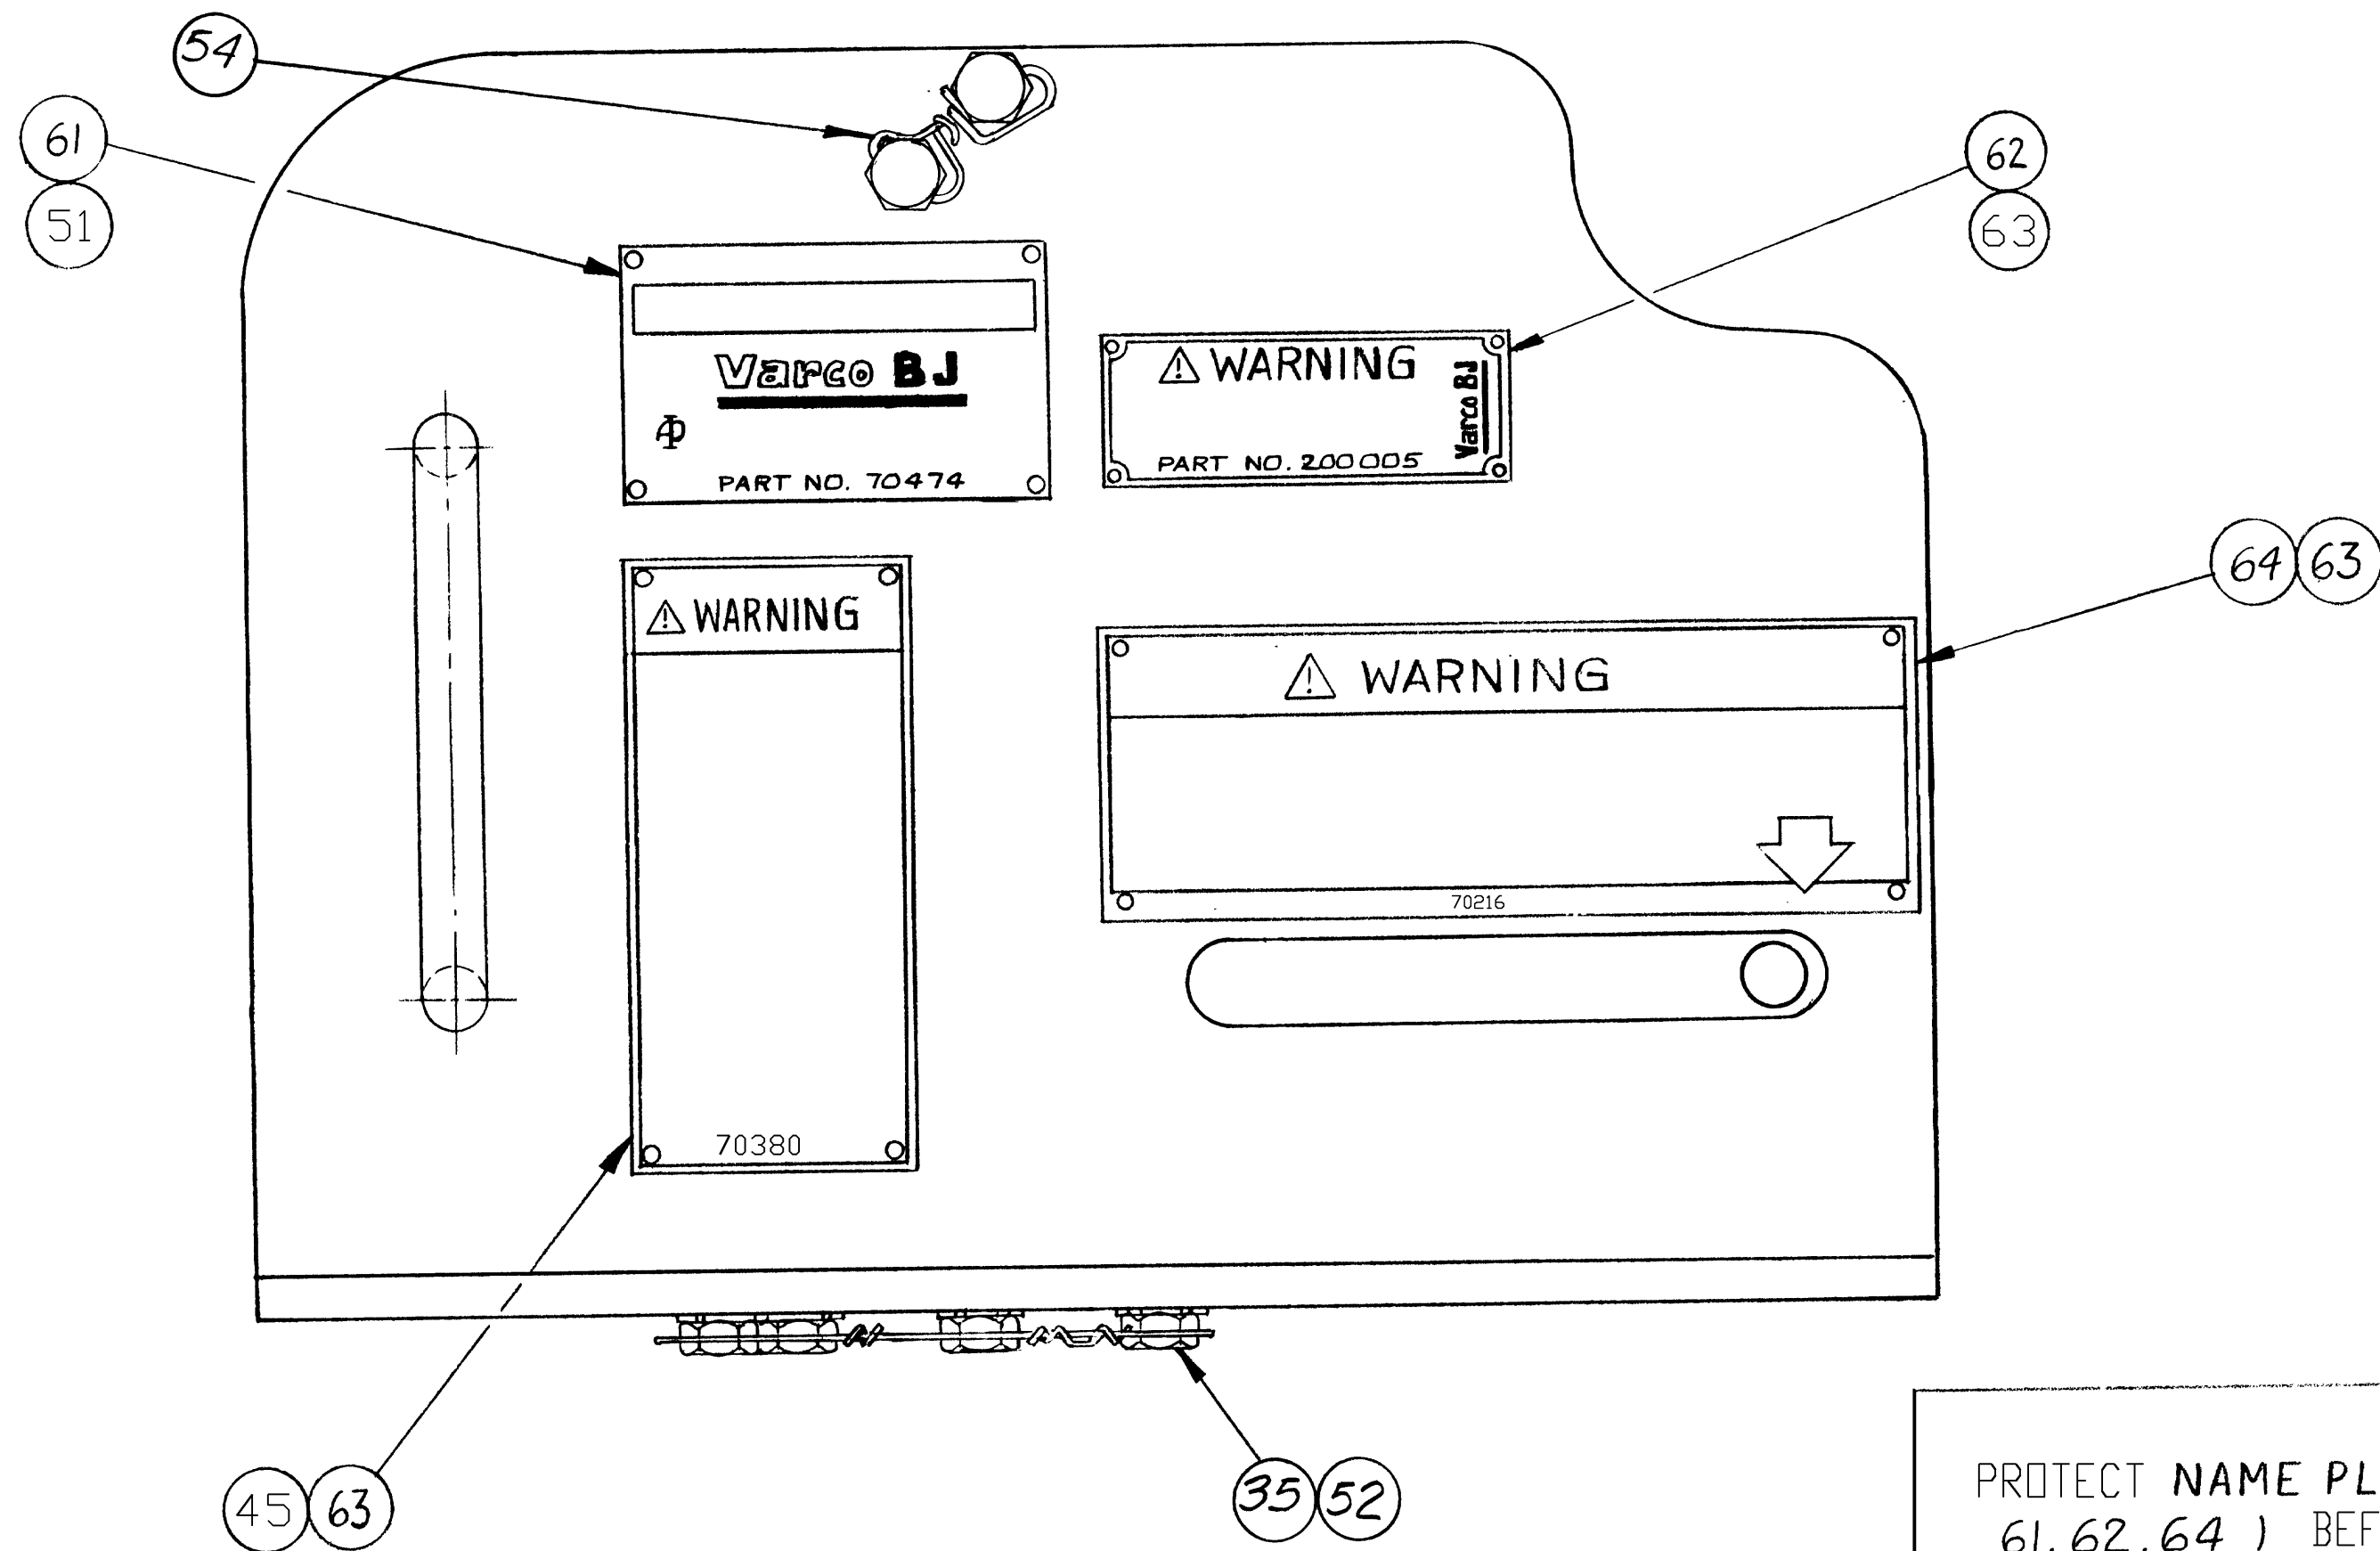 54
61
51
62
63
Varco BJ
PART NO. 70474
⚠ WARNING
Varco BJ
PART NO. 200005
64 63
⚠ WARNING
70380
⚠ WARNING
70216
45 63
35 52
PROTECT NAME PL
61, 62, 64 ) BEF